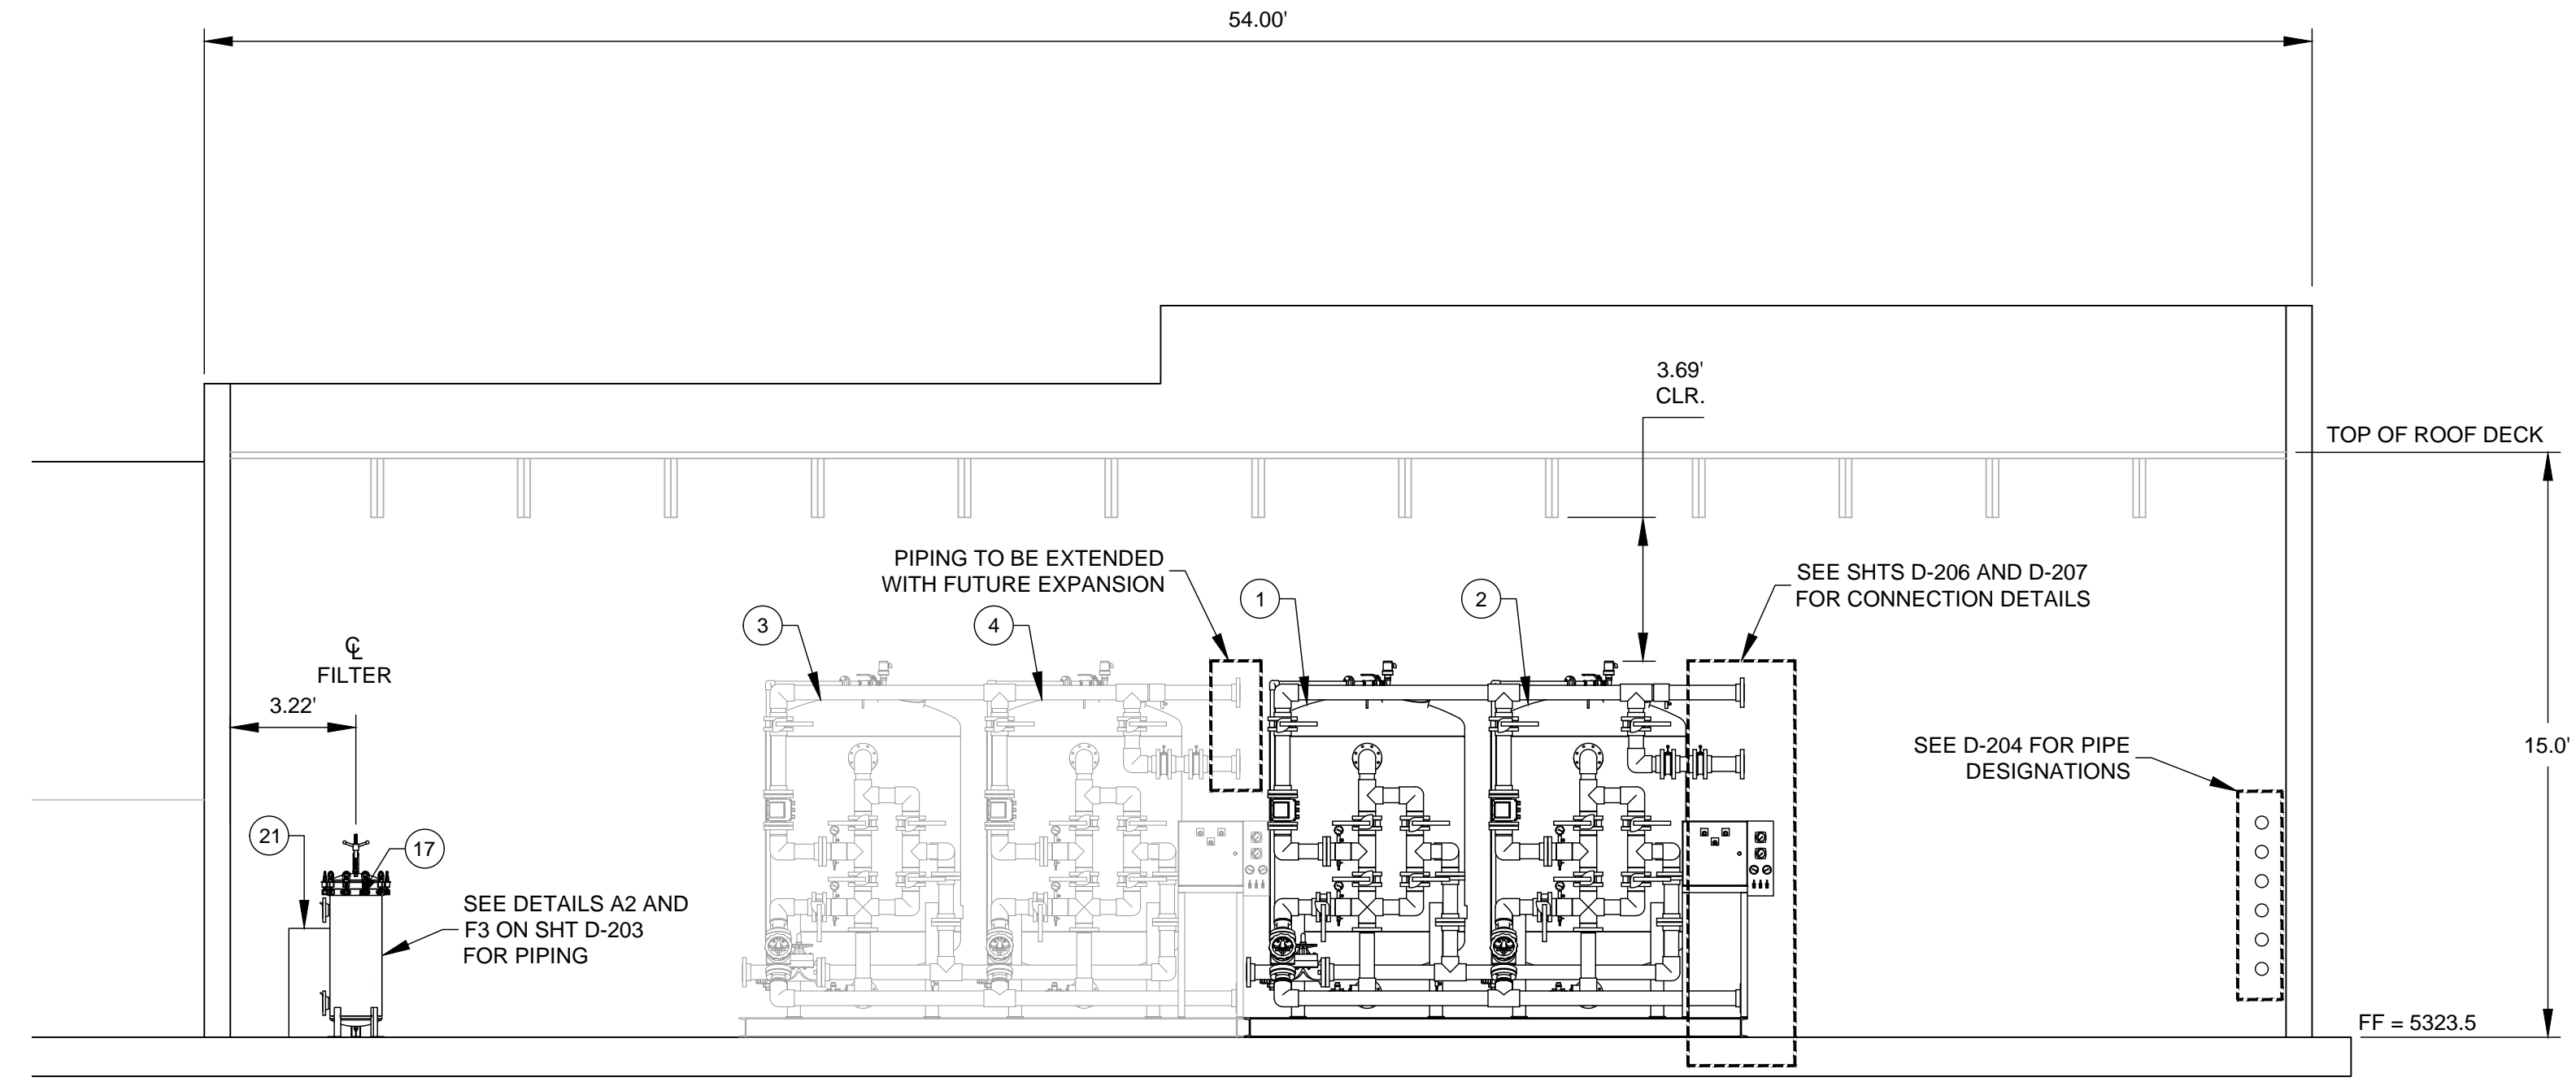 54.00'
3.69'
CLR.
TOP OF ROOF DECK
PIPING TO BE EXTENDED
WITH FUTURE EXPANSION
SEE SHTS D-206 AND D-207
FOR CONNECTION DETAILS
3
4
1
2
℄
FILTER
3.22'
SEE D-204 FOR PIPE
DESIGNATIONS
15.0'
21
17
SEE DETAILS A2 AND
F3 ON SHT D-203
FOR PIPING
FF = 5323.5